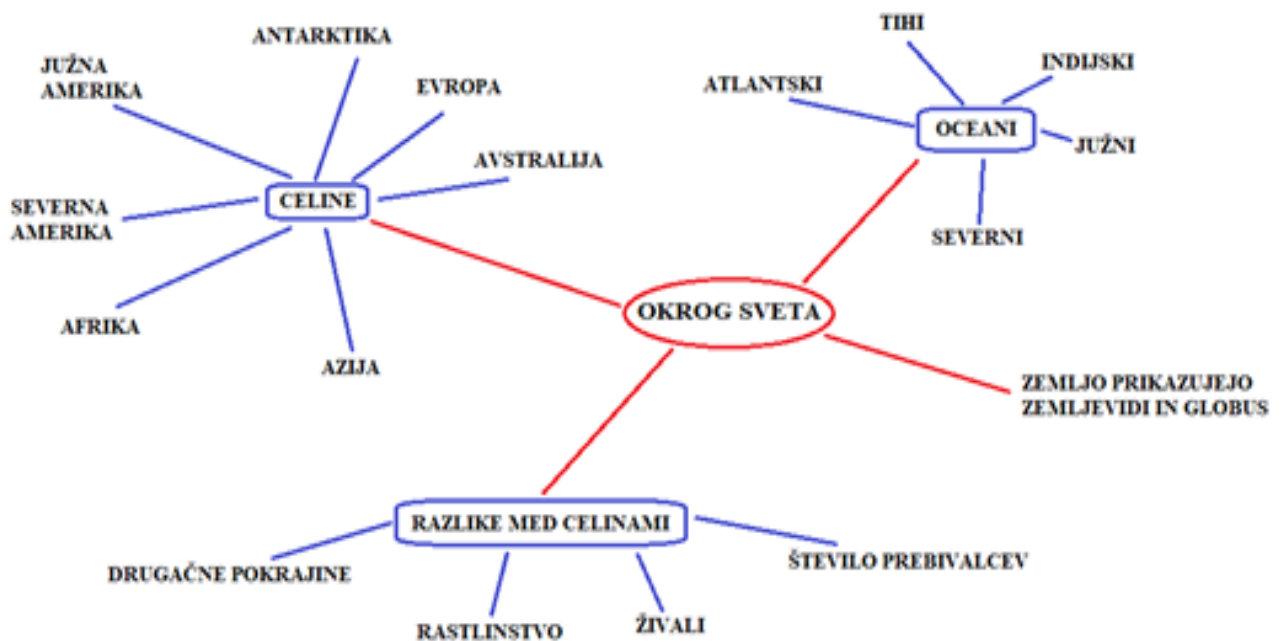 ANTARKTIKA
JUŽNA
AMERIKA
EVROPA
AVSTRALIJA
CELINE
SEVERNA
AMERIKA
AFRIKA
AZIJA
TIHI
INDIJSKI
ATLANTSKI
OCEANI
JUŽNI
SEVERNI
OKROG SVETA
ZEMLJO PRIKAZUJEJO
ZEMLJEVIDI IN GLOBUS
RAZLIKE MED CELINAMI
DRUGAČNE POKRAJINE
RASTLINSTVO
ŽIVALI
ŠTEVILO PREBIVALCEV